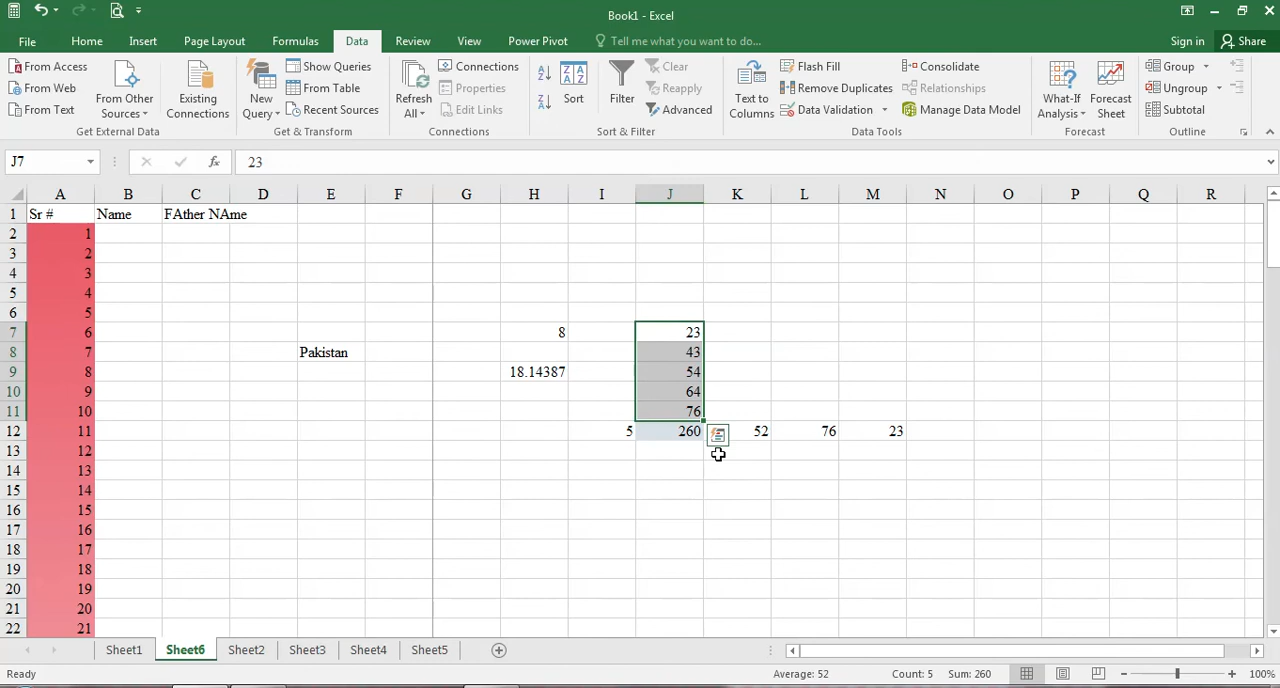 Book1 - Excel
File Home Insert Page Layout Formulas Data Review View Power Pivot Tell me what you want to do... Sign in Share
From Access
From Web
From Text
From Other Sources
Existing Connections
Get External Data
New Query
Show Queries
From Table
Recent Sources
Get & Transform
Refresh All
Connections
Properties
Edit Links
Connections
Sort
Filter
Clear
Reapply
Advanced
Sort & Filter
Text to Columns
Flash Fill
Remove Duplicates
Data Validation
Consolidate
Relationships
Manage Data Model
Data Tools
What-If Analysis
Forecast Sheet
Forecast
Group
Ungroup
Subtotal
Outline
J7 fx 23
A B C D E F G H I J K L M N O P Q R
1 Sr # Name FAther NAme
2 1
3 2
4 3
5 4
6 5
7 6 8 23
8 7 Pakistan 43
9 8 18.14387 54
10 9 64
11 10 76
12 11 5 260 52 76 23
13 12
14 13
15 14
16 15
17 16
18 17
19 18
20 19
21 20
22 21
Sheet1 Sheet6 Sheet2 Sheet3 Sheet4 Sheet5
Ready Average: 52 Count: 5 Sum: 260 100%